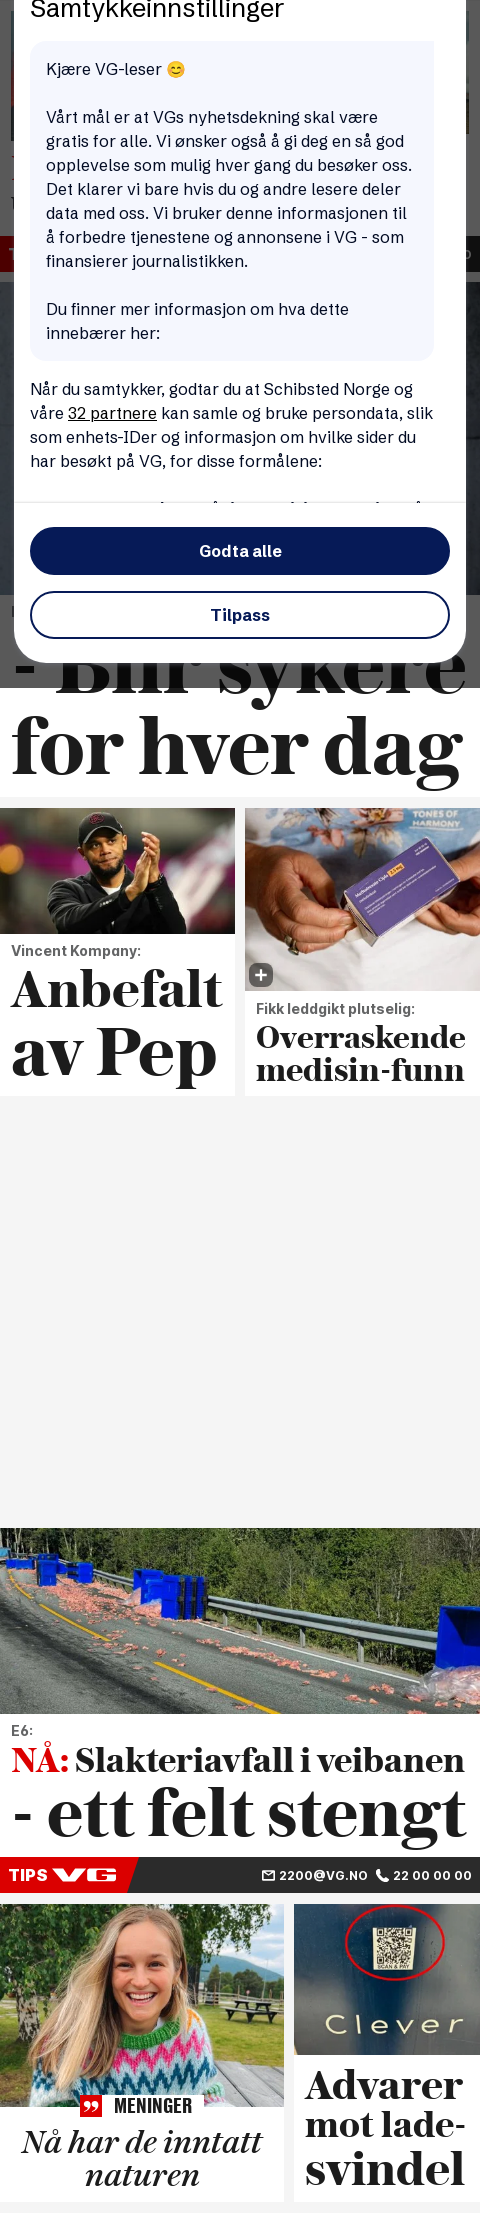 Samtykkeinnstillinger
Kjære VG-leser 😊
Vårt mål er at VGs nyhetsdekning skal være
gratis for alle. Vi ønsker også å gi deg en så god
opplevelse som mulig hver gang du besøker oss.
Det klarer vi bare hvis du og andre lesere deler
data med oss. Vi bruker denne informasjonen til
å forbedre tjenestene og annonsene i VG - som
finansierer journalistikken.
Du finner mer informasjon om hva dette
innebærer her:
Når du samtykker, godtar du at Schibsted Norge og
våre 32 partnere kan samle og bruke persondata, slik
som enhets-IDer og informasjon om hvilke sider du
har besøkt på VG, for disse formålene:
Godta alle
Tilpass
- Blir sykere
for hver dag
TONES OF
HARMONY
Vincent Kompany:
Anbefalt
av Pep
Fikk leddgikt plutselig:
Overraskende
medisin-funn
E6:
NÅ: Slakteriavfall i veibanen
- ett felt stengt
TIPS VG
2200@VG.NO 22 00 00 00
MENINGER
Nå har de inntatt
naturen
SCAN & PAY
Clever
Advarer
mot lade-
svindel